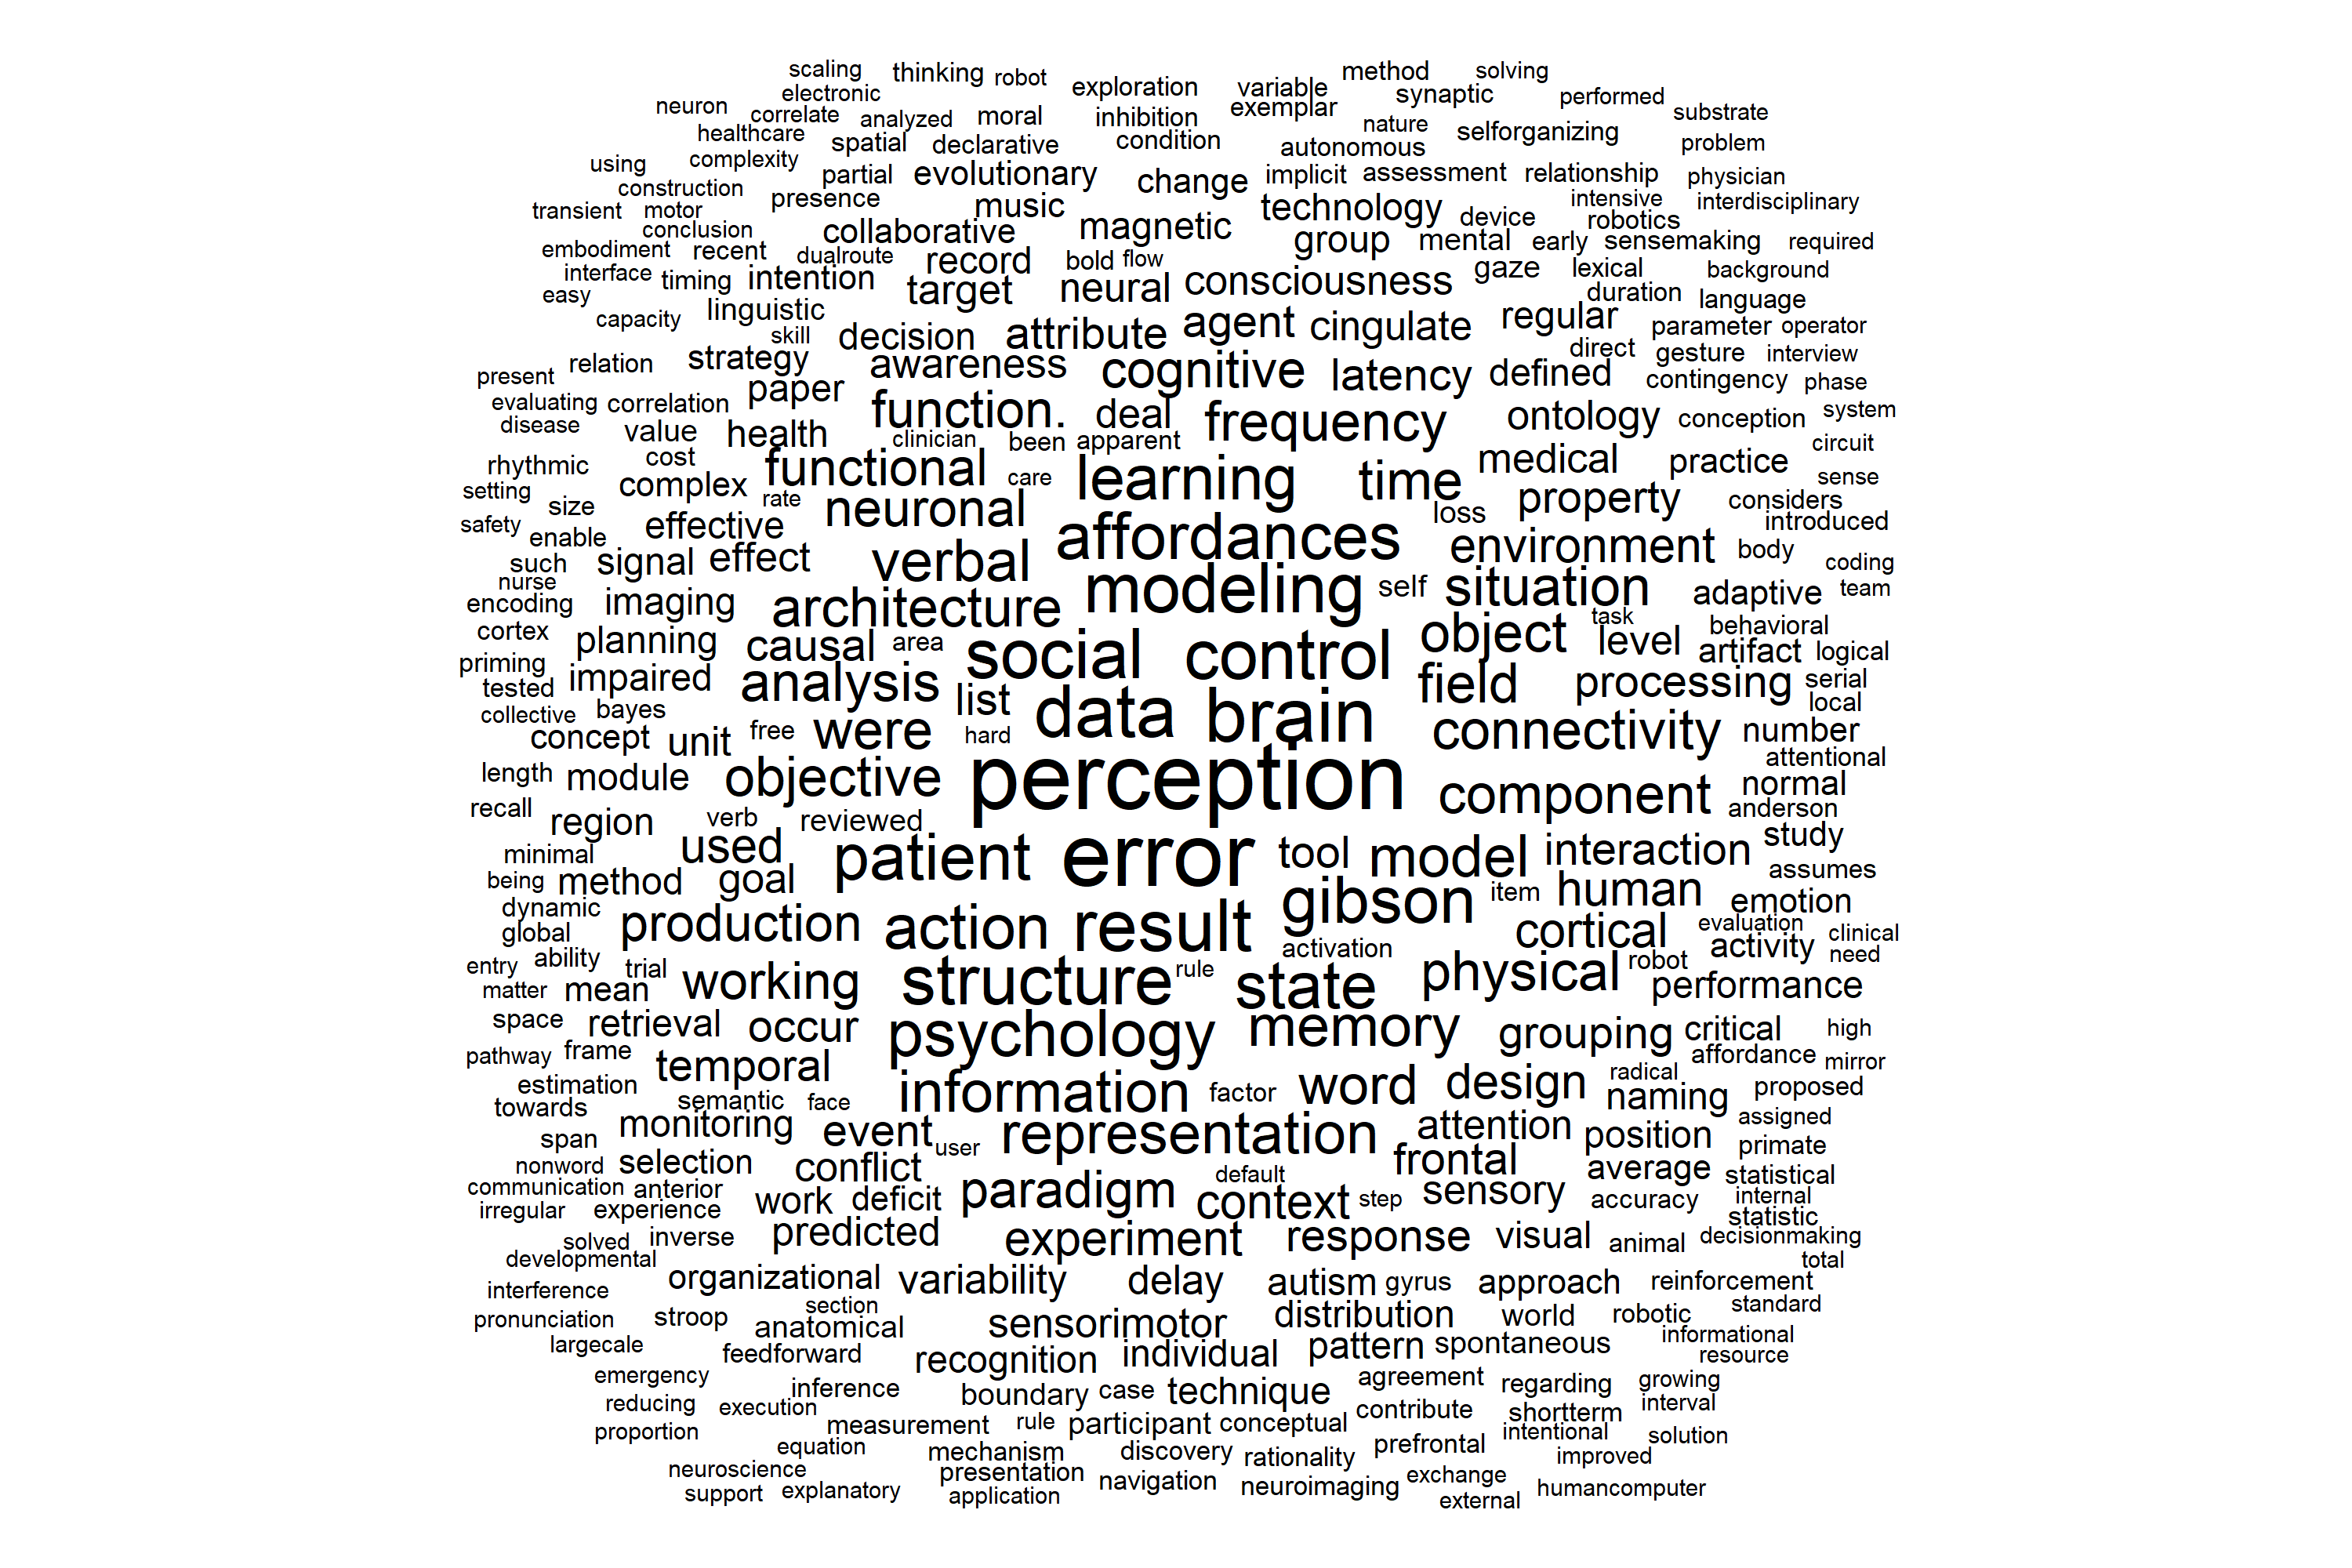 scaling thinking robot exploration variable method solving
electronic exemplar synaptic performed
neuron correlate analyzed moral inhibition nature substrate
healthcare spatial declarative condition autonomous selforganizing problem
using complexity partial evolutionary change implicit assessment relationship physician
construction presence music technology device intensive interdisciplinary
transient motor collaborative magnetic group mental early robotics sensemaking required
conclusion
embodiment recent dualroute record bold flow consciousness gaze lexical background
interface timing intention target neural duration language
easy capacity linguistic attribute agent cingulate regular parameter operator
skill decision
relation strategy awareness cognitive latency defined direct gesture interview
present paper contingency phase
evaluating correlation function. deal frequency ontology conception system
disease value health clinician been apparent circuit
rhythmic cost functional care learning time medical practice sense
setting size complex rate neuronal property considers
safety enable effective affordances loss environment introduced
such signal effect verbal body coding
nurse modeling self situation adaptive team
encoding imaging architecture task
cortex planning causal area social control object level behavioral
priming impaired analysis artifact logical
tested list field processing serial
collective bayes data brain local
concept unit free were hard connectivity number
attentional
length module objective perception component normal
recall region verb reviewed anderson
minimal used patient error tool model interaction study
being method goal gibson item human assumes
dynamic production action result emotion
global cortical evaluation clinical
entry ability trial working structure rule activation state physical robot activity need
matter mean performance
space retrieval occur psychology memory grouping critical high
pathway frame temporal affordance mirror
estimation information factor word design radical naming proposed
towards semantic face
span monitoring event user representation attention position assigned
primate
nonword selection conflict default frontal average statistical
communication anterior work deficit paradigm context step sensory accuracy internal
irregular experience statistic
solved inverse predicted experiment response visual animal decisionmaking
developmental total
interference organizational variability delay autism gyrus approach reinforcement
pronunciation stroop section sensorimotor distribution world robotic standard
largecale anatomical informational
feedforward recognition individual pattern spontaneous resource
emergency inference boundary case technique agreement regarding growing
reducing execution interval
proportion measurement rule participant conceptual contribute shortterm intentional solution
equation mechanism discovery rationality prefrontal improved
neuroscience presentation navigation neuroimaging exchange
support explanatory application external humancomputer